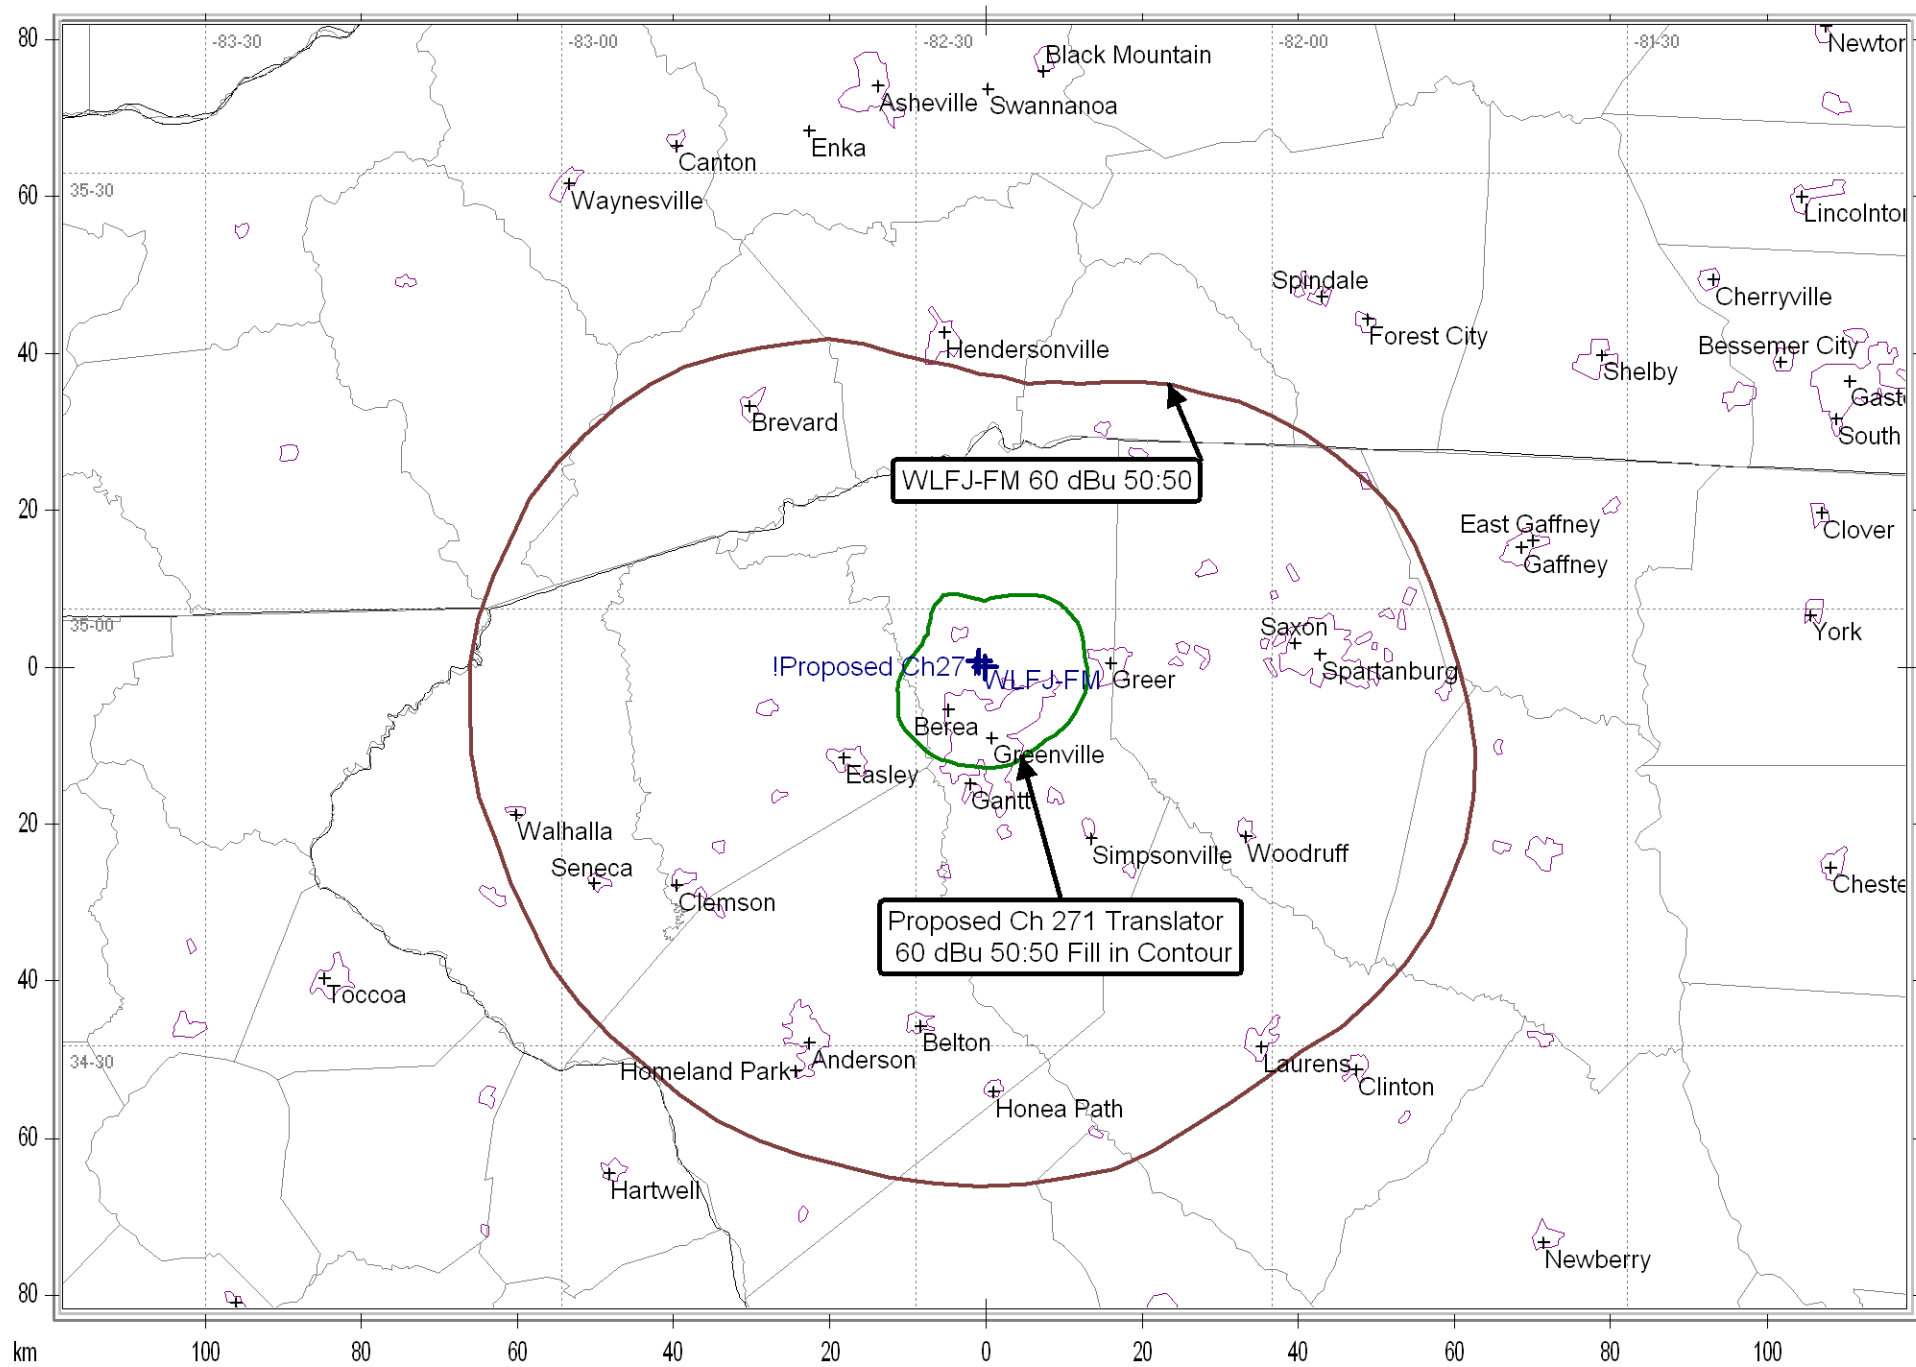 80
-83-30
-83-00
-82-30
-82-00
-81-30
Newton
Black Mountain
Asheville
Swannanoa
Enka
Canton
60
35-30
Waynesville
Lincolnton
Spindale
Cherryville
Forest City
40
Hendersonville
Bessemer City
Shelby
Gasto
Brevard
South
WLFJ-FM 60 dBu 50:50
20
East Gaffney
Clover
Gaffney
35-00
Saxon
York
0
!Proposed Ch27
WLFJ-FM
Greer
Spartanburg
Berea
Greenville
Easley
Gantt
20
Walhalla
Simpsonville
Woodruff
Seneca
Cheste
Clemson
Proposed Ch 271 Translator
60 dBu 50:50 Fill in Contour
40
Toccoa
Belton
34-30
Anderson
Laurens
Homeland Park
Clinton
Honea Path
60
Hartwell
Newberry
80
km
100
80
60
40
20
0
20
40
60
80
100